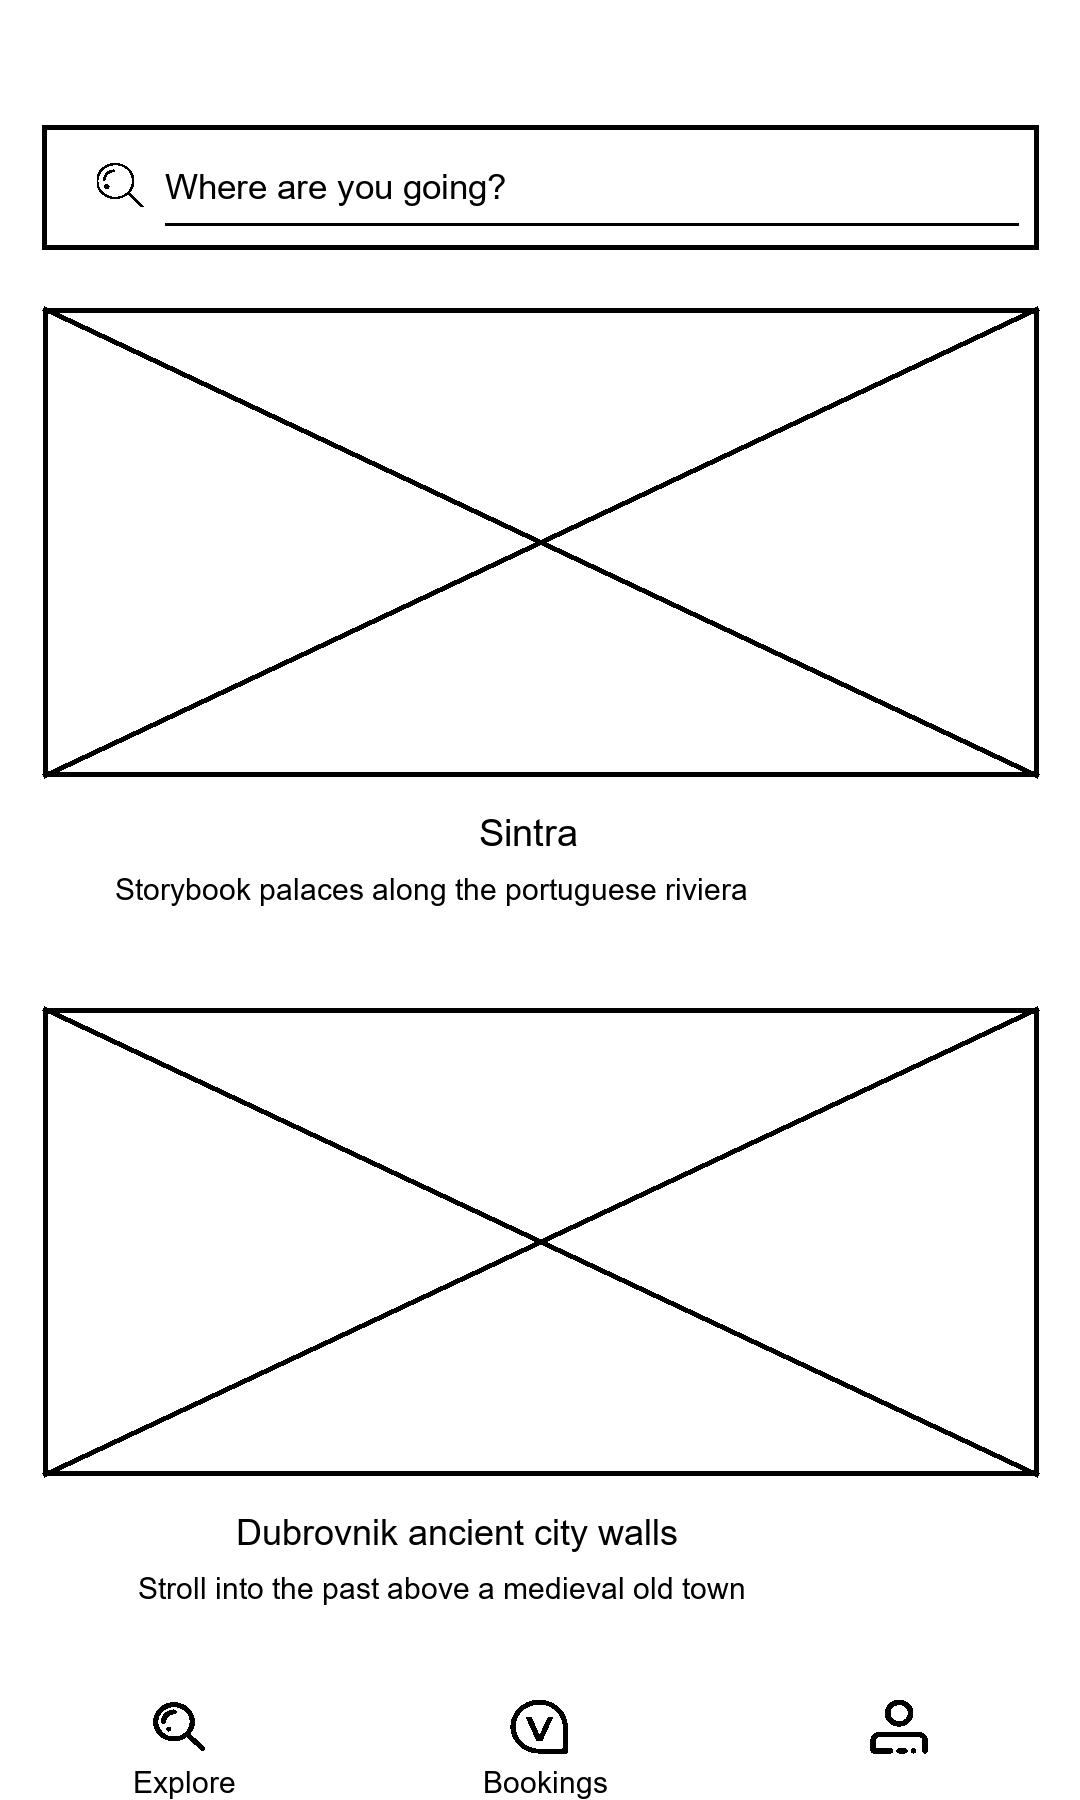 Where are you going?
Sintra
Storybook palaces along the portuguese riviera
Dubrovnik ancient city walls
Stroll into the past above a medieval old town
V
Explore
Bookings